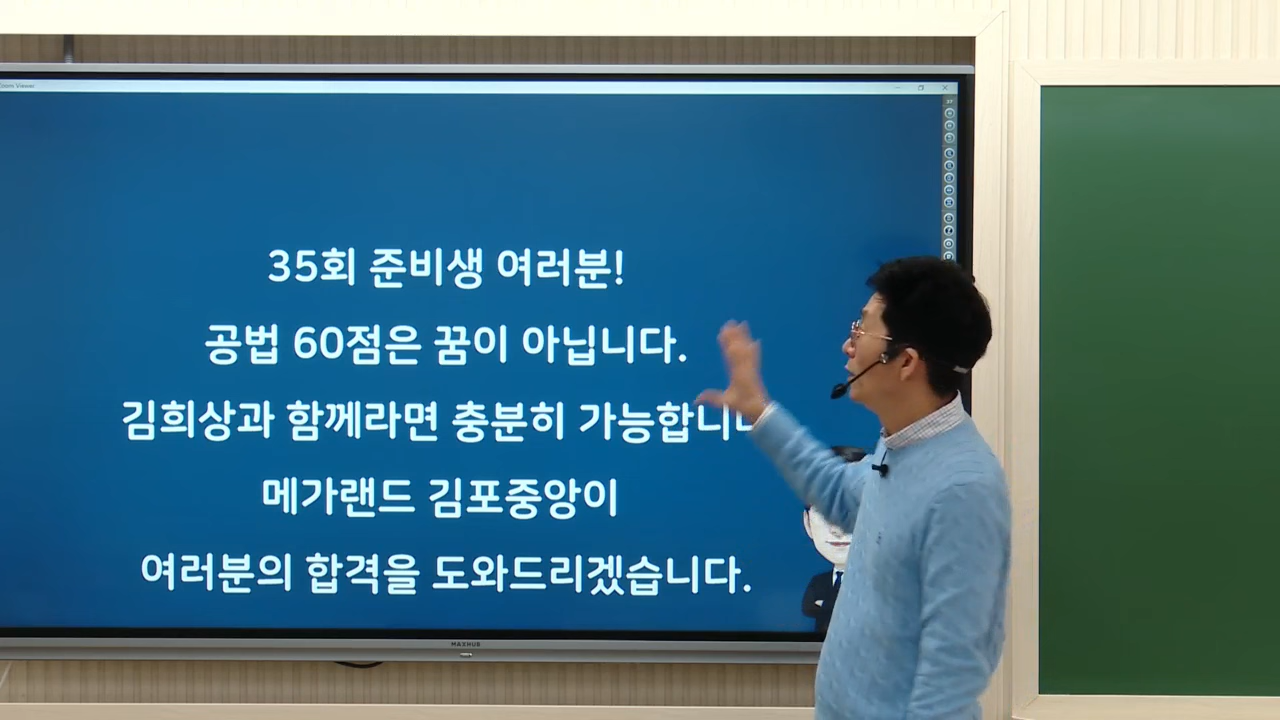 35회 준비생 여러분!
공법 60점은 꿈이 아닙니다.
김희상과 함께라면 충분히 가능합니다
메가랜드 김포중앙이
여러분의 합격을 도와드리겠습니다.
MAXHUB